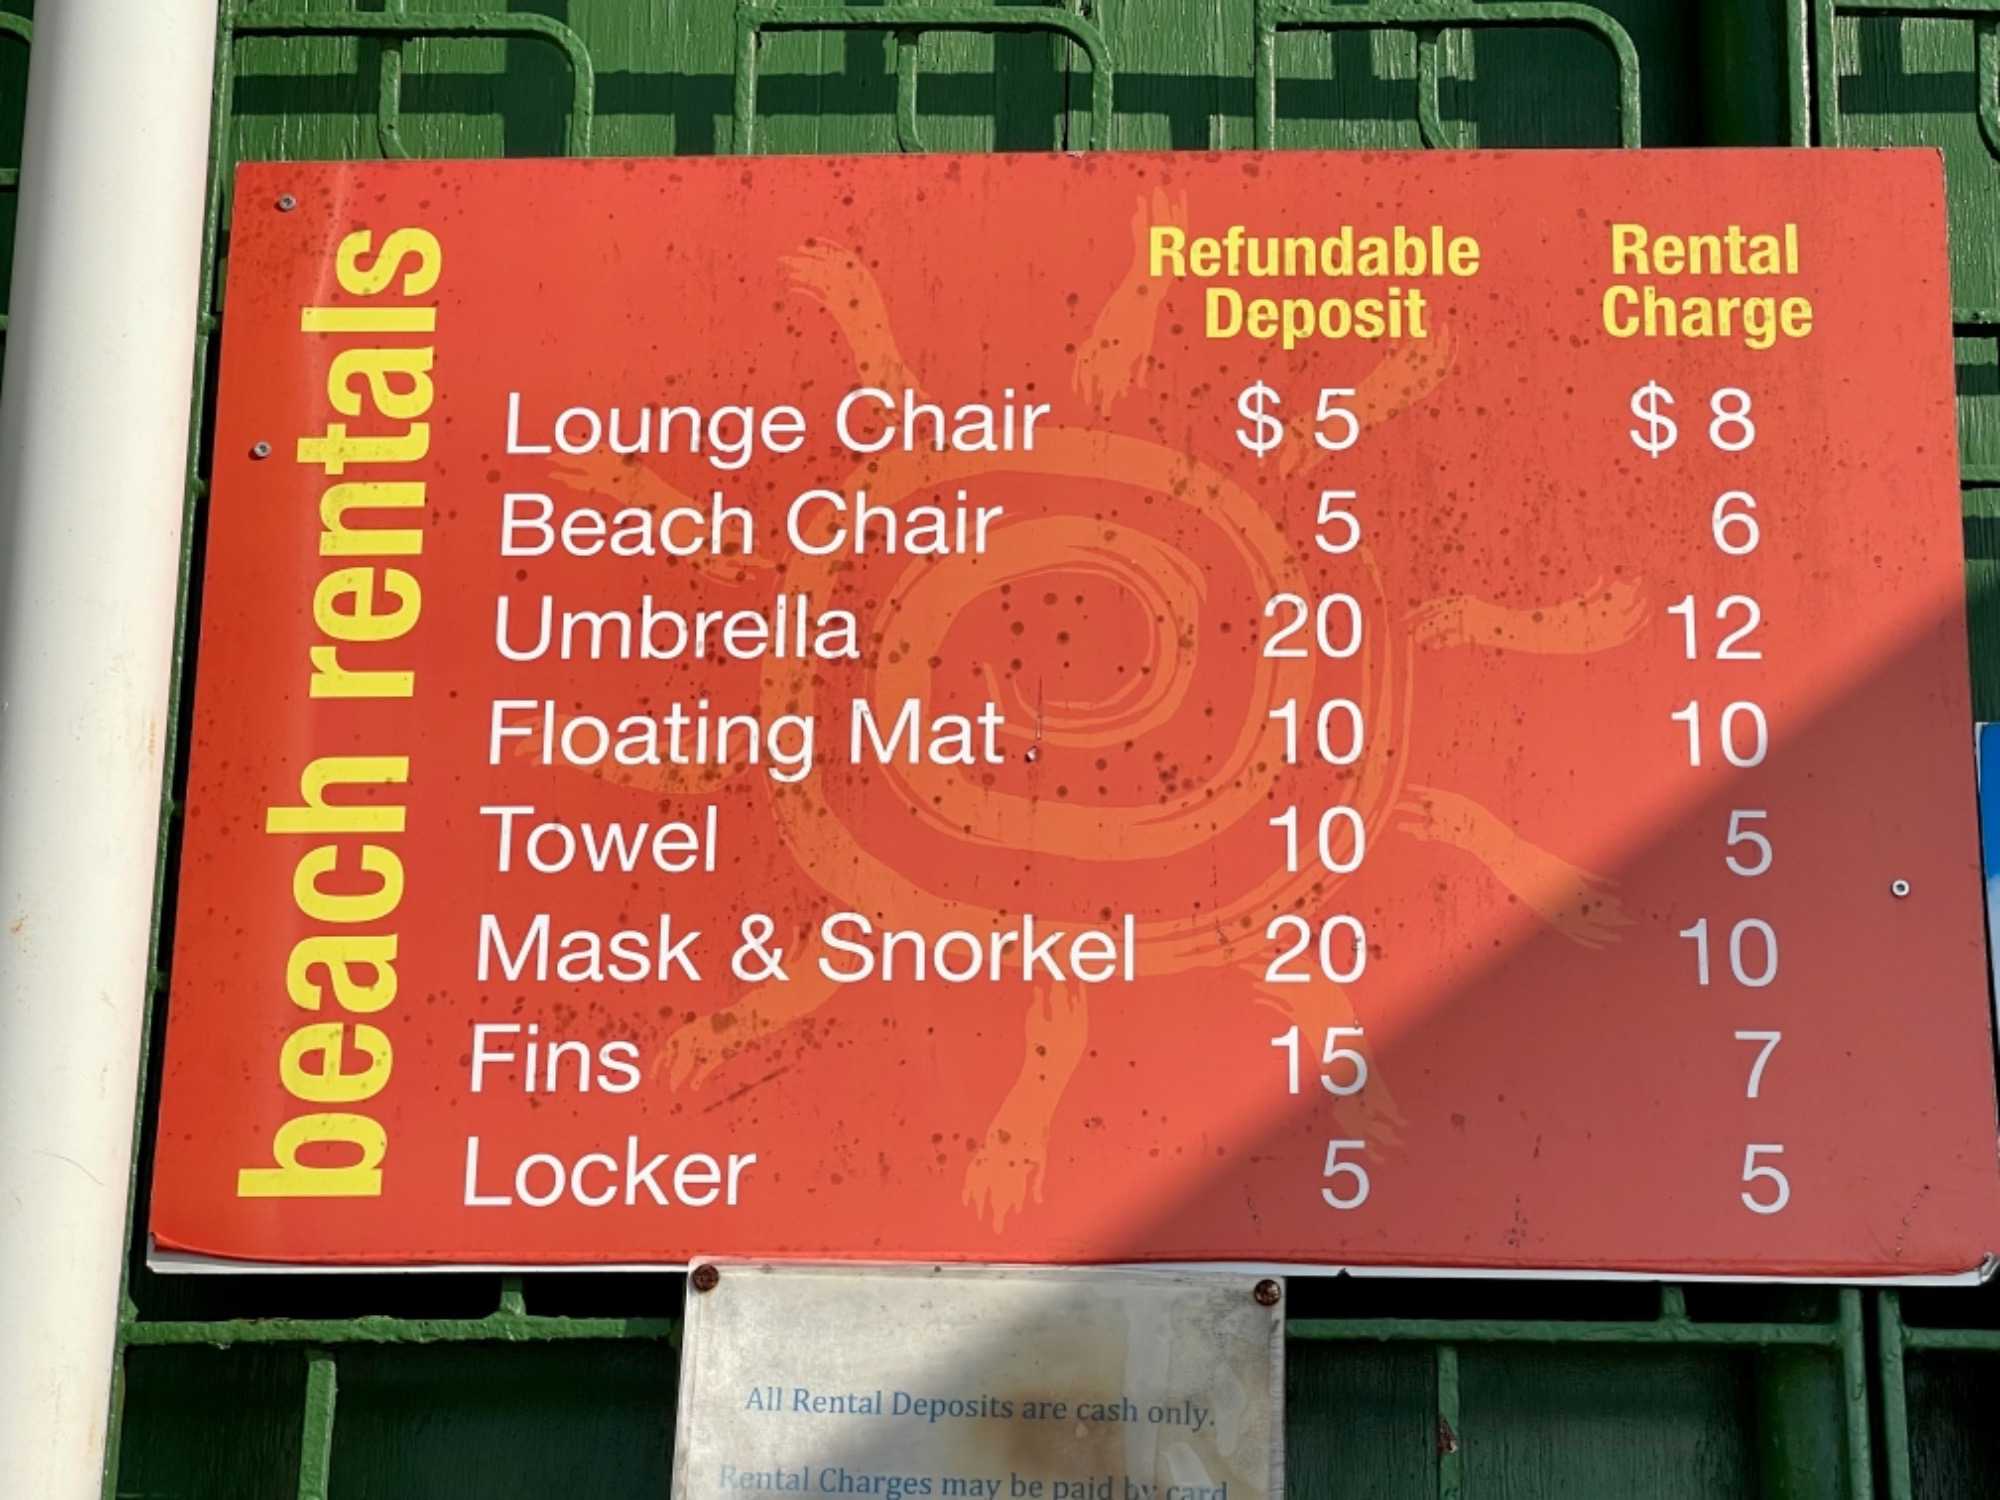 beach rentals
Refundable Deposit Rental Charge
Lounge Chair $ 5 $ 8
Beach Chair 5 6
Umbrella 20 12
Floating Mat 10 10
Towel 10 5
Mask & Snorkel 20 10
Fins 15 7
Locker 5 5
All Rental Deposits are cash only.
Rental Charges may be paid by card